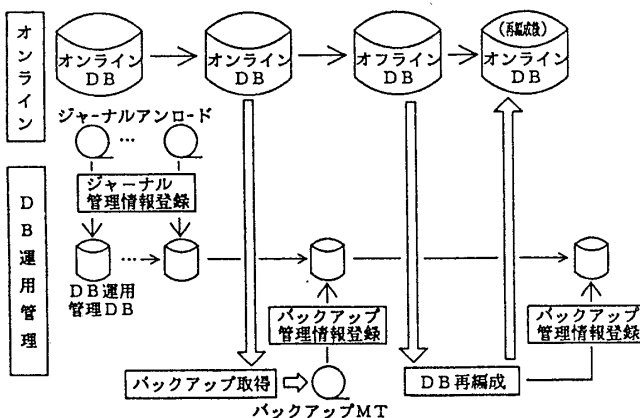 オンライン
オンライン
DB
オンライン
DB
オフライン
DB
(再編成後)
オンライン
DB
ジャーナルアンロード
…
ジャーナル
管理情報登録
DB運用管理
…
DB運用
管理DB
バックアップ
管理情報登録
バックアップ
管理情報登録
バックアップ取得
バックアップMT
DB再編成